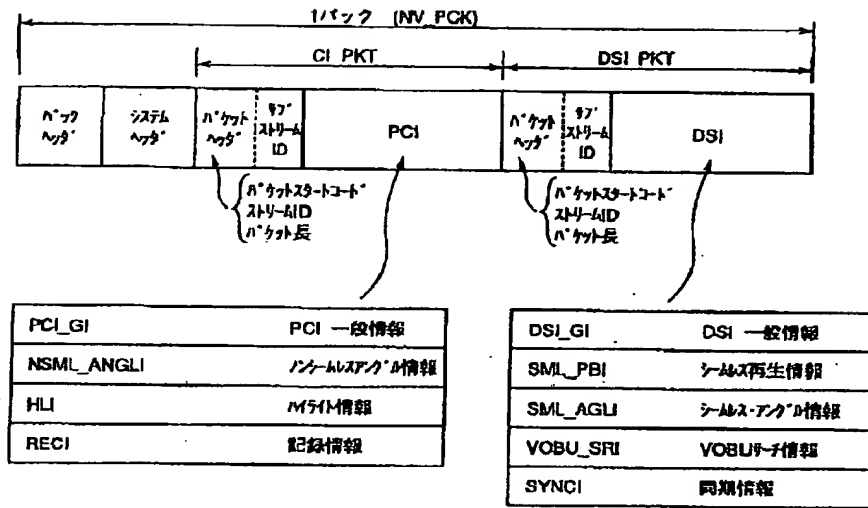 1パック (NV_PCK)
CI PKT
DSI PKT
パック
ヘッダ
システム
ヘッダ
パケット
ヘッダ
サブ
ストリーム
ID
PCI
パケット
ヘッダ
サブ
ストリーム
ID
DSI
パケットスタートコード
ストリームID
パケット長
パケットスタートコード
ストリームID
パケット長
PCI_GI PCI 一般情報
NSML_ANGLI ノンシームレスアングル情報
HLI ハイライト情報
RECI 記録情報
DSI_GI DSI 一般情報
SML_PBI シームレス再生情報
SML_AGLI シームレス・アングル情報
VOBU_SRI VOBUサーチ情報
SYNCI 同期情報